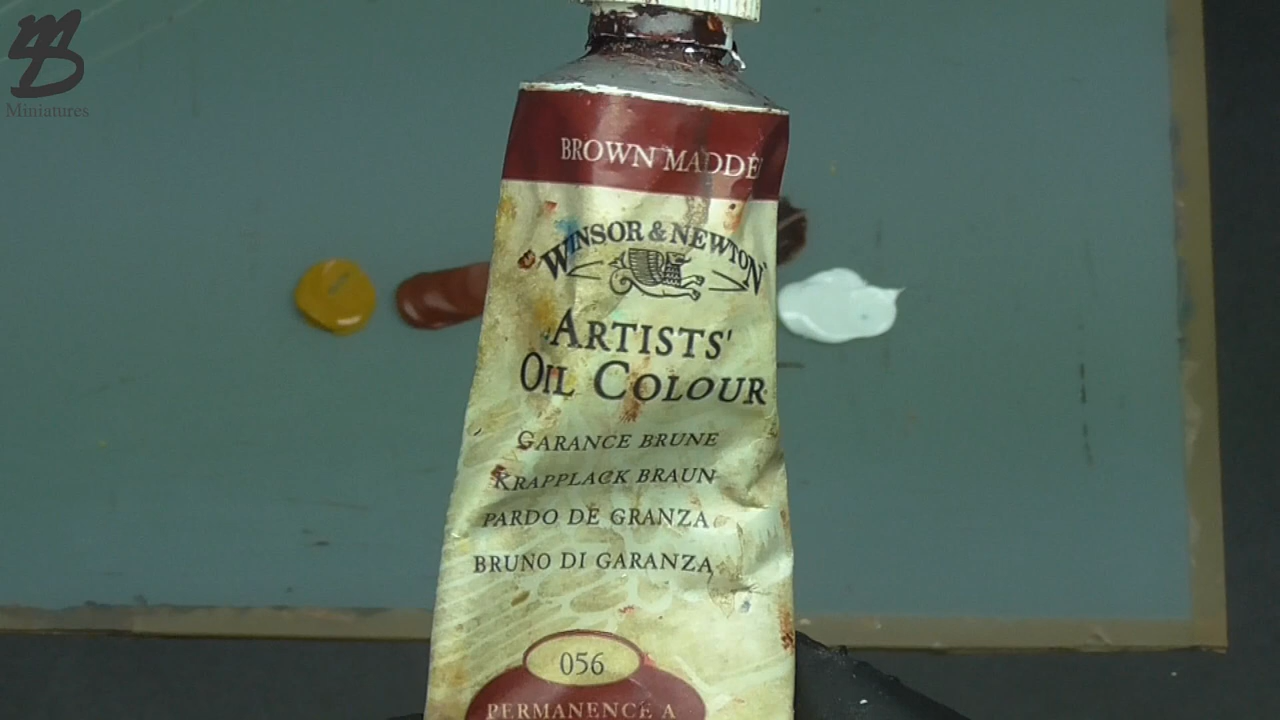 Miniatures
BROWN MADDE
WINSOR & NEWTON
ARTISTS'
OIL COLOUR
GARANCE BRUNE
KRAPPLACK BRAUN
PARDO DE GRANZA
BRUNO DI GARANZA
056
PERMANENCE A